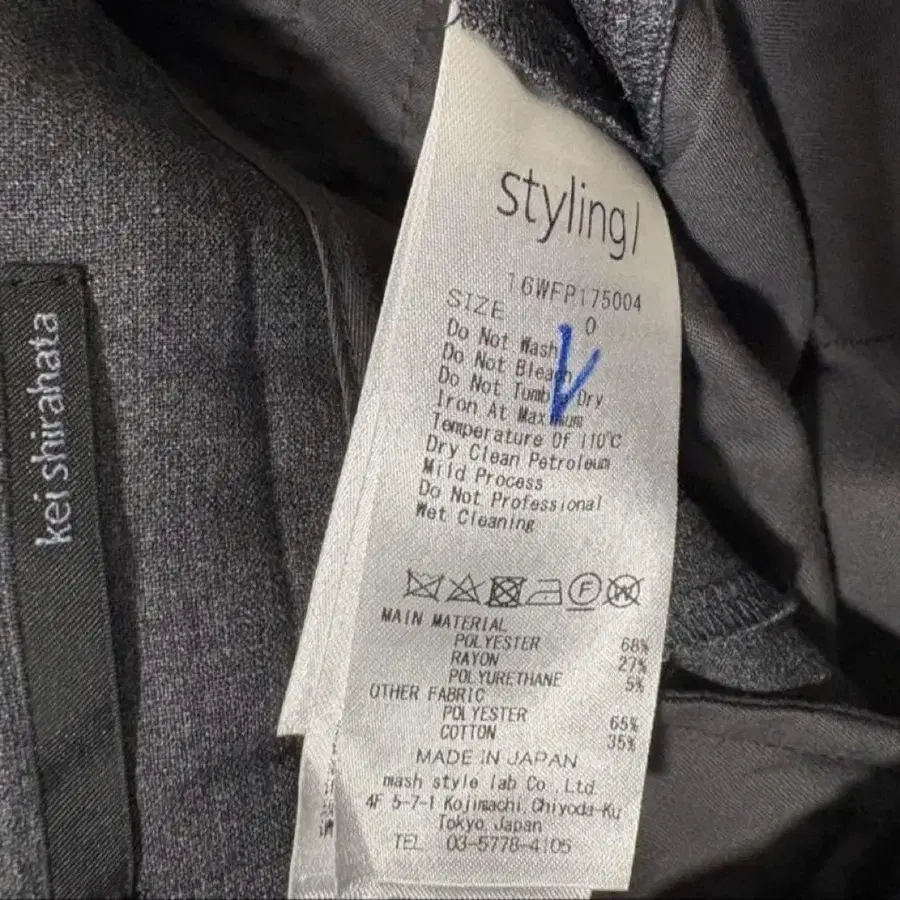 kei shirahata
styling/
16WFP175004
SIZE 0
Do Not Wash
Do Not Bleach
Do Not Tumble Dry
Iron At Maximum
Temperature Of 110℃
Dry Clean Petroleum
Mild Process
Do Not Professional
Wet Cleaning
F W
MAIN MATERIAL
POLYESTER 68%
RAYON 27%
POLYURETHANE 5%
OTHER FABRIC
POLYESTER 65%
COTTON 35%
MADE IN JAPAN
mash style lab Co.,Ltd.
4F 5-7-1 Kojimachi, Chiyoda-Ku
Tokyo, Japan
TEL 03-5778-4105